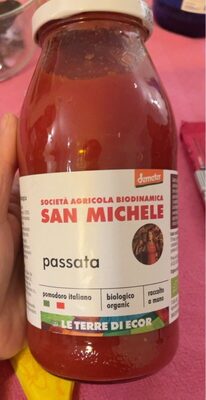 demeter
SOCIETÀ AGRICOLA BIODINAMICA
SAN MICHELE
passata
pomodoro italiano
biologico
organic
raccolto
a mano
LE TERRE DI ECOR